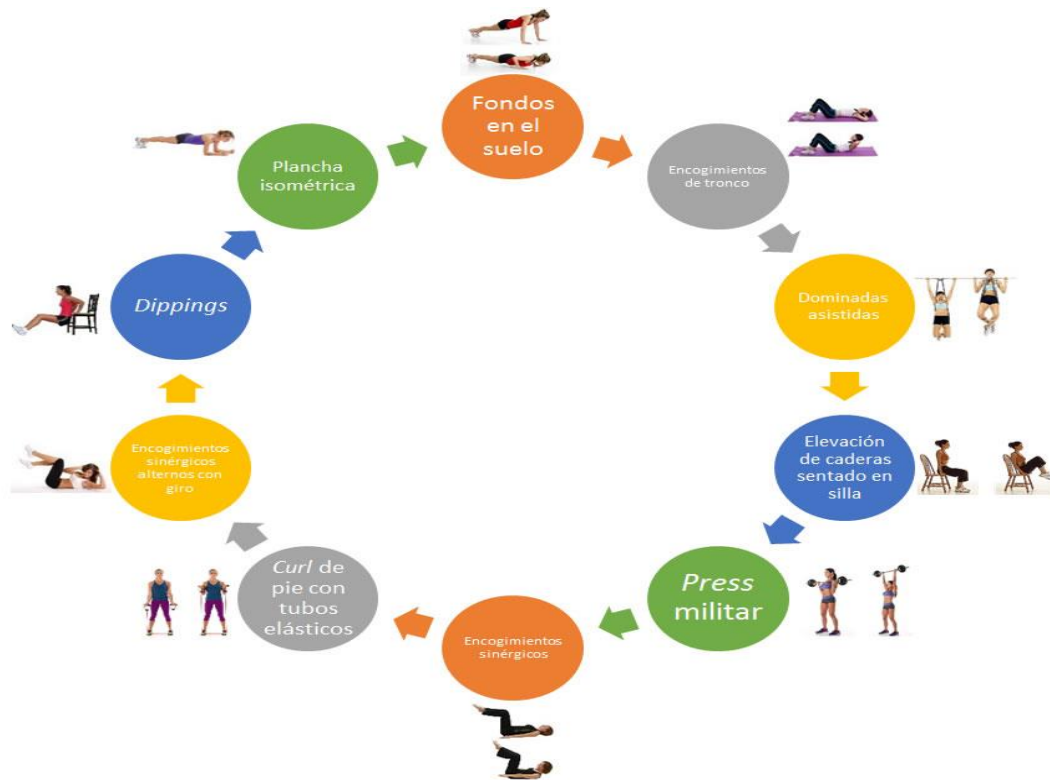 Fondos
en el
suelo
Encogimientos
de tronco
Dominadas
asistidas
Elevación
de caderas
sentado en
silla
Press
militar
Encogimientos
sinérgicos
Curl de
pie con
tubos
elásticos
Encogimientos
sinérgicos
alternos con
giro
Dippings
Plancha
isométrica